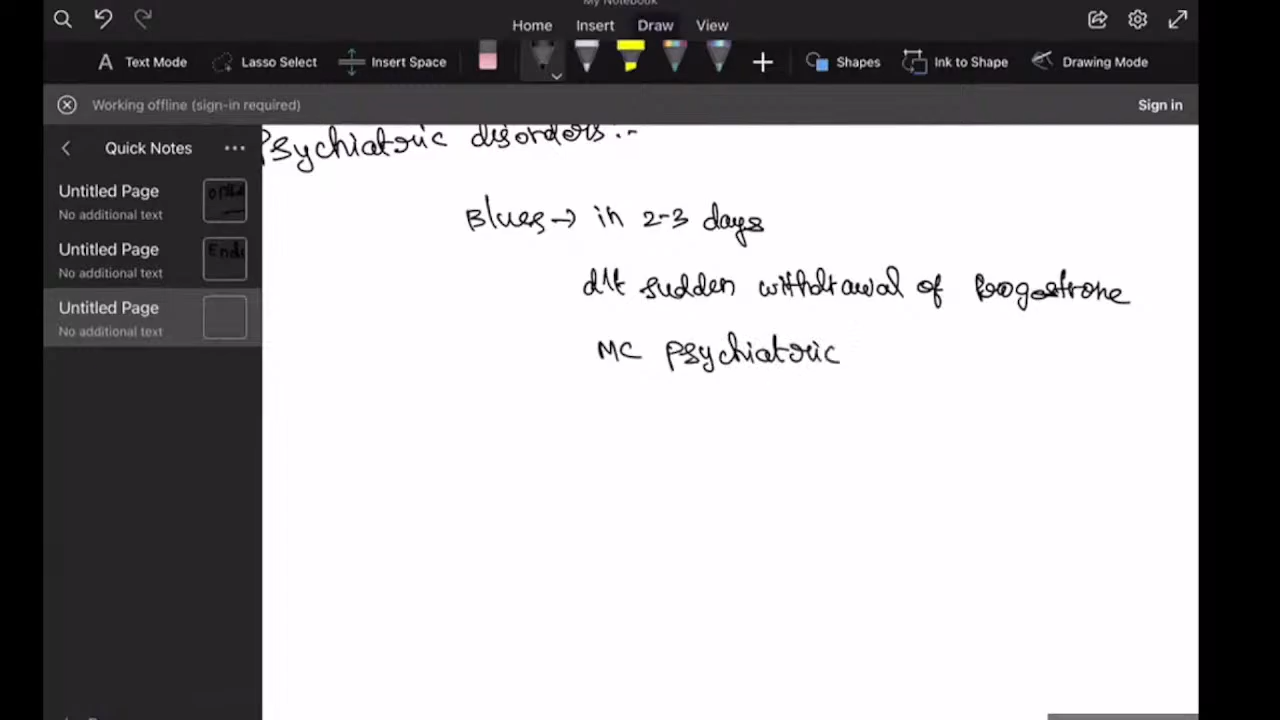 My Notebook
Home Insert Draw View
Text Mode Lasso Select Insert Space Shapes Ink to Shape Drawing Mode
Working offline (sign-in required) Sign in
Quick Notes
Untitled Page
No additional text
Untitled Page
No additional text
Untitled Page
No additional text
Psychiatric disorders:-
Blues → in 2-3 days
d/t sudden withdrawal of progestrone
MC psychiatric